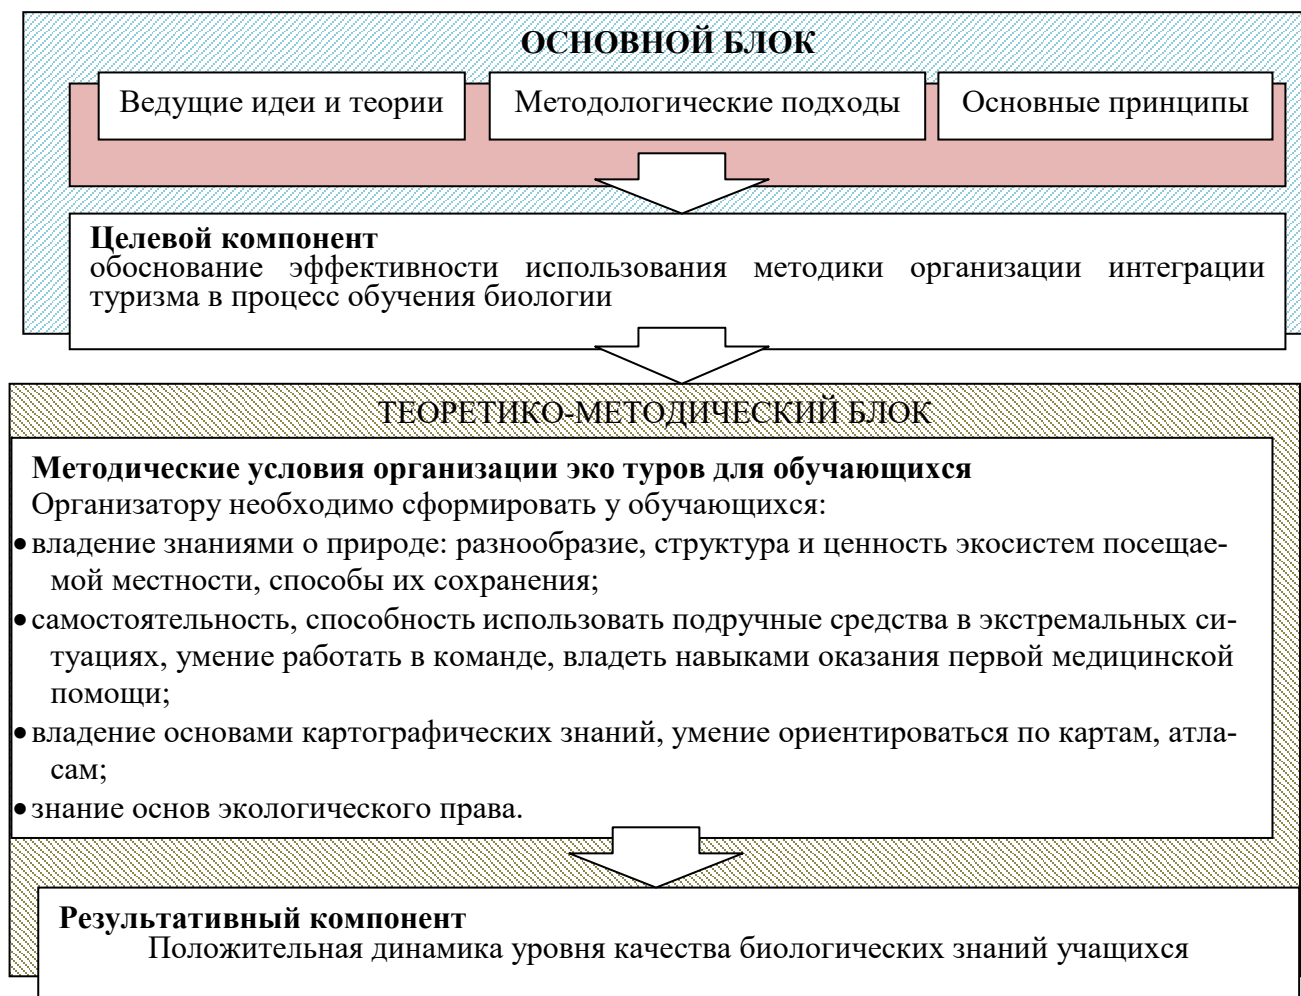 ОСНОВНОЙ БЛОК
Ведущие идеи и теории
Методологические подходы
Основные принципы
Целевой компонент
обоснование эффективности использования методики организации интеграции
туризма в процесс обучения биологии
ТЕОРЕТИКО-МЕТОДИЧЕСКИЙ БЛОК
Методические условия организации эко туров для обучающихся
Организатору необходимо сформировать у обучающихся:
•владение знаниями о природе: разнообразие, структура и ценность экосистем посещае-
мой местности, способы их сохранения;
•самостоятельность, способность использовать подручные средства в экстремальных си-
туациях, умение работать в команде, владеть навыками оказания первой медицинской
помощи;
•владение основами картографических знаний, умение ориентироваться по картам, атла-
сам;
•знание основ экологического права.
Результативный компонент
Положительная динамика уровня качества биологических знаний учащихся